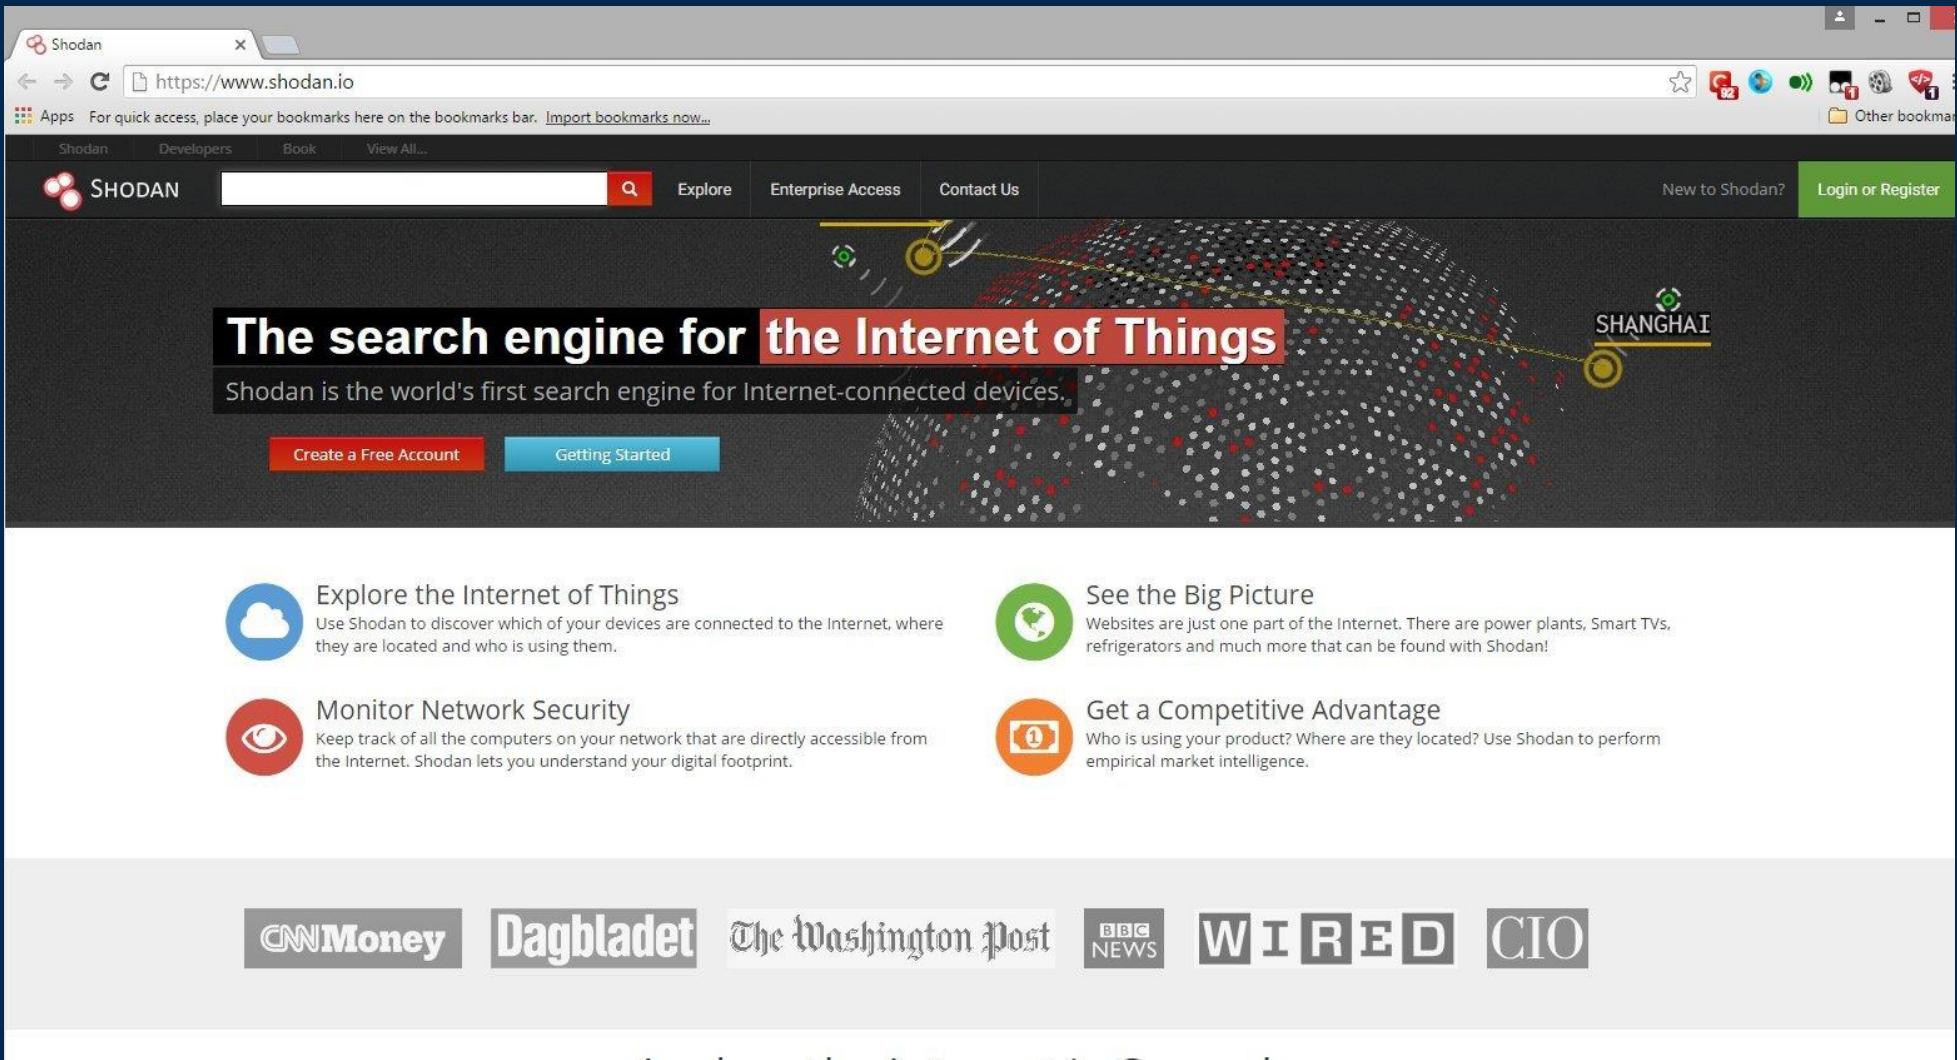 Shodan
https://www.shodan.io
92
1
1
Apps For quick access, place your bookmarks here on the bookmarks bar. Import bookmarks now...
Other bookmar
Shodan Developers Book View All...
SHODAN
Explore Enterprise Access Contact Us
New to Shodan? Login or Register
SHANGHAI
The search engine for the Internet of Things
Shodan is the world's first search engine for Internet-connected devices.
Create a Free Account Getting Started
Explore the Internet of Things
Use Shodan to discover which of your devices are connected to the Internet, where
they are located and who is using them.
See the Big Picture
Websites are just one part of the Internet. There are power plants, Smart TVs,
refrigerators and much more that can be found with Shodan!
Monitor Network Security
Keep track of all the computers on your network that are directly accessible from
the Internet. Shodan lets you understand your digital footprint.
Get a Competitive Advantage
Who is using your product? Where are they located? Use Shodan to perform
empirical market intelligence.
CNNMoney
Dagbladet
The Washington Post
BBC
NEWS
WIRED
CIO